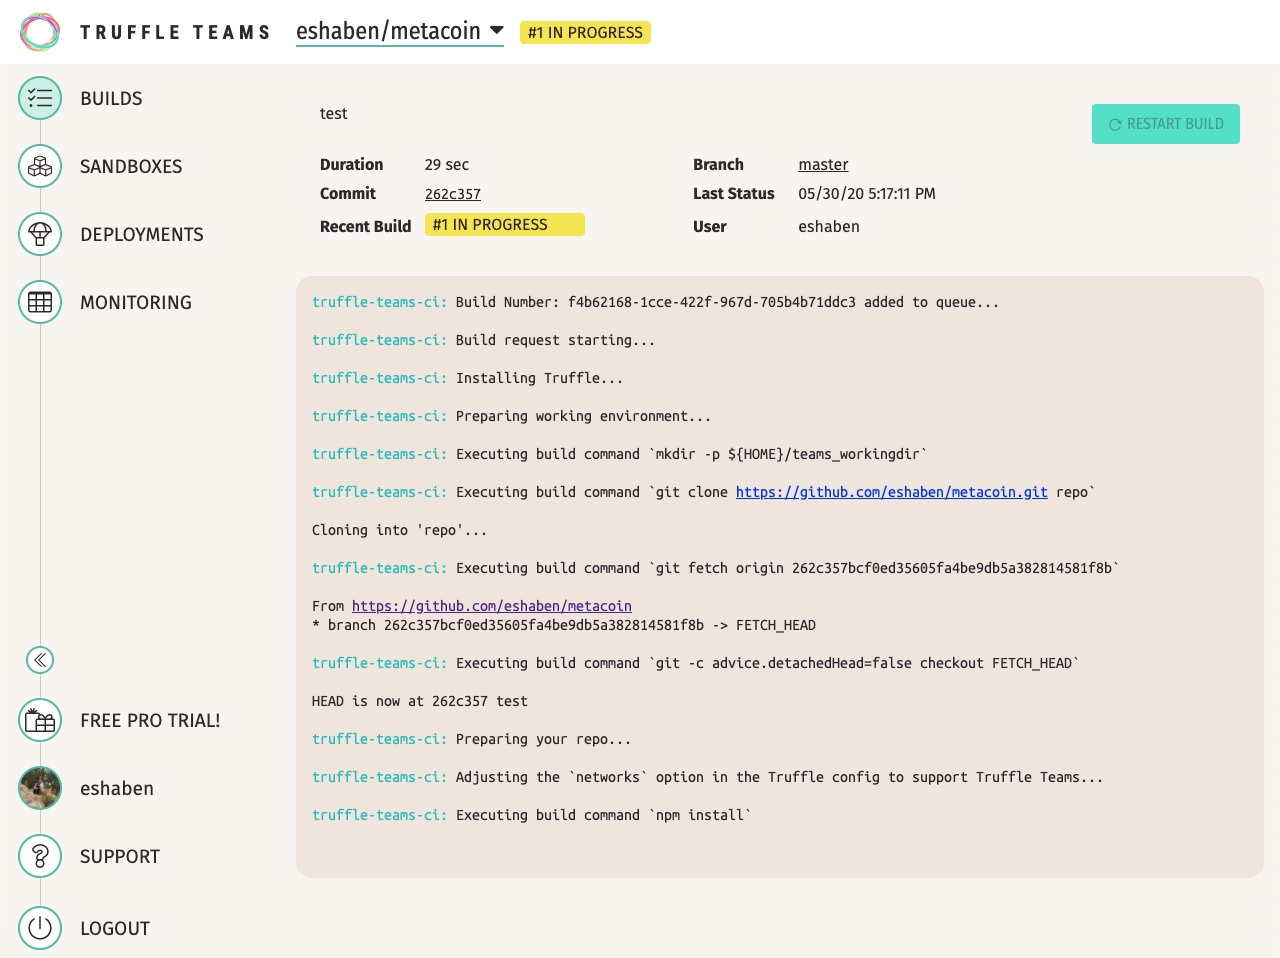 TRUFFLE TEAMS
eshaben/metacoin
#1 IN PROGRESS
BUILDS
SANDBOXES
DEPLOYMENTS
MONITORING
FREE PRO TRIAL!
eshaben
SUPPORT
LOGOUT
test
RESTART BUILD
Duration 29 sec Branch master
Commit 262c357 Last Status 05/30/20 5:17:11 PM
Recent Build #1 IN PROGRESS User eshaben
truffle-teams-ci: Build Number: f4b62168-1cce-422f-967d-705b4b71ddc3 added to queue...
truffle-teams-ci: Build request starting...
truffle-teams-ci: Installing Truffle...
truffle-teams-ci: Preparing working environment...
truffle-teams-ci: Executing build command `mkdir -p ${HOME}/teams_workingdir`
truffle-teams-ci: Executing build command `git clone https://github.com/eshaben/metacoin.git repo`
Cloning into 'repo'...
truffle-teams-ci: Executing build command `git fetch origin 262c357bcf0ed35605fa4be9db5a382814581f8b`
From https://github.com/eshaben/metacoin
* branch 262c357bcf0ed35605fa4be9db5a382814581f8b -> FETCH_HEAD
truffle-teams-ci: Executing build command `git -c advice.detachedHead=false checkout FETCH_HEAD`
HEAD is now at 262c357 test
truffle-teams-ci: Preparing your repo...
truffle-teams-ci: Adjusting the `networks` option in the Truffle config to support Truffle Teams...
truffle-teams-ci: Executing build command `npm install`